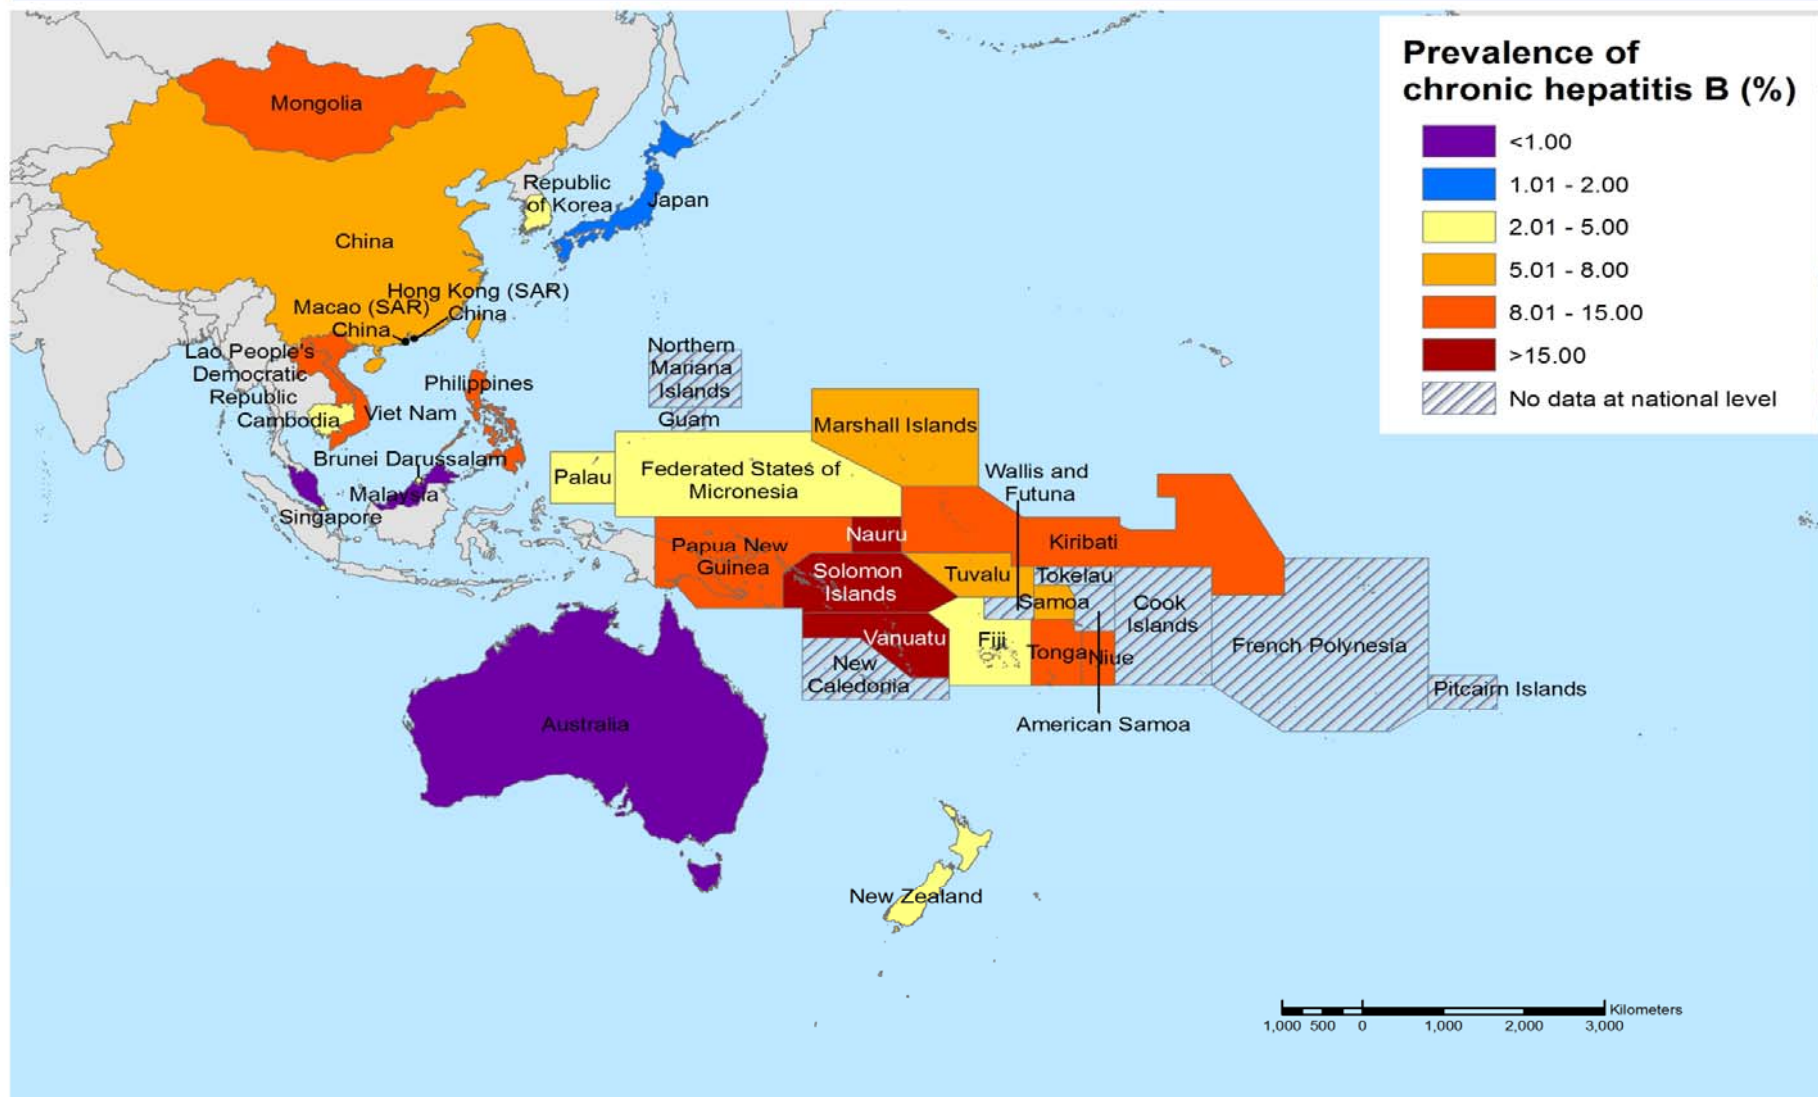 Prevalence of
chronic hepatitis B (%)
<1.00
1.01 - 2.00
2.01 - 5.00
5.01 - 8.00
8.01 - 15.00
>15.00
No data at national level
Mongolia
Republic
of Korea
Japan
China
Hong Kong (SAR)
China
Macao (SAR)
China
Lao People's
Democratic
Republic
Cambodia
Viet Nam
Philippines
Northern
Mariana
Islands
Guam
Brunei Darussalam
Malaysia
Singapore
Palau
Federated States of
Micronesia
Marshall Islands
Wallis and
Futuna
Papua New
Guinea
Nauru
Kiribati
Solomon
Islands
Tuvalu
Tokelau
Samoa
Cook
Islands
Vanuatu
Fiji
Tonga
Niue
French Polynesia
New
Caledonia
Pitcairn Islands
American Samoa
Australia
New Zealand
Kilometers
1,000 500 0 1,000 2,000 3,000